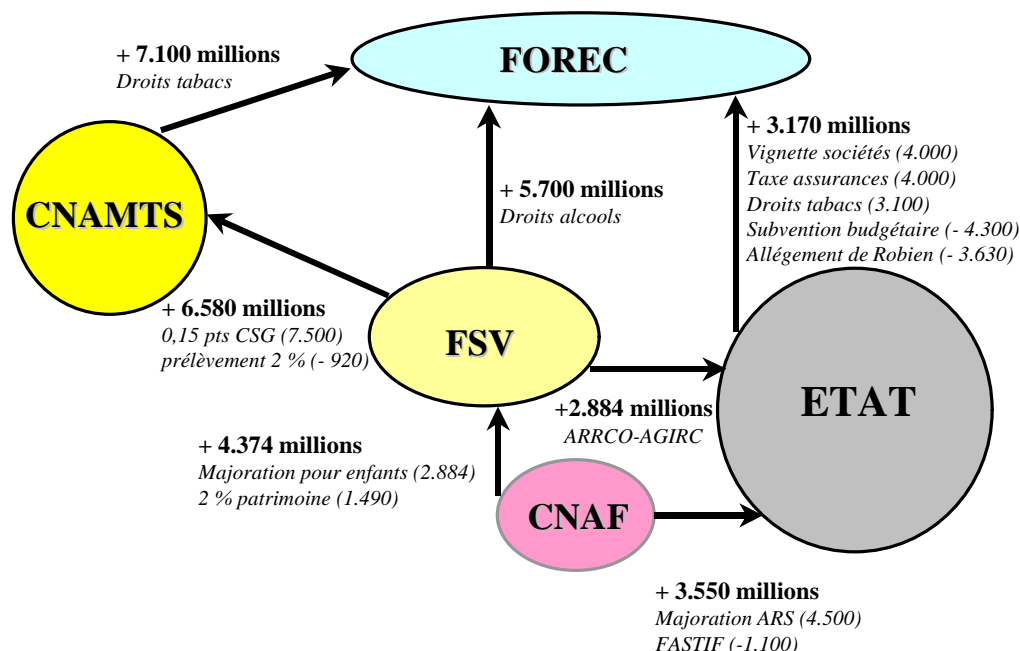 + 7.100 millions
Droits tabacs
FOREC
+ 3.170 millions
Vignette sociétés (4.000)
Taxe assurances (4.000)
Droits tabacs (3.100)
Subvention budgétaire (- 4.300)
Allégement de Robien (- 3.630)
CNAMTS
+ 5.700 millions
Droits alcools
+ 6.580 millions
0,15 pts CSG (7.500)
prélèvement 2 % (- 920)
FSV
ETAT
+2.884 millions
ARRCO-AGIRC
+ 4.374 millions
Majoration pour enfants (2.884)
2 % patrimoine (1.490)
CNAF
+ 3.550 millions
Majoration ARS (4.500)
FASTIF (-1.100)